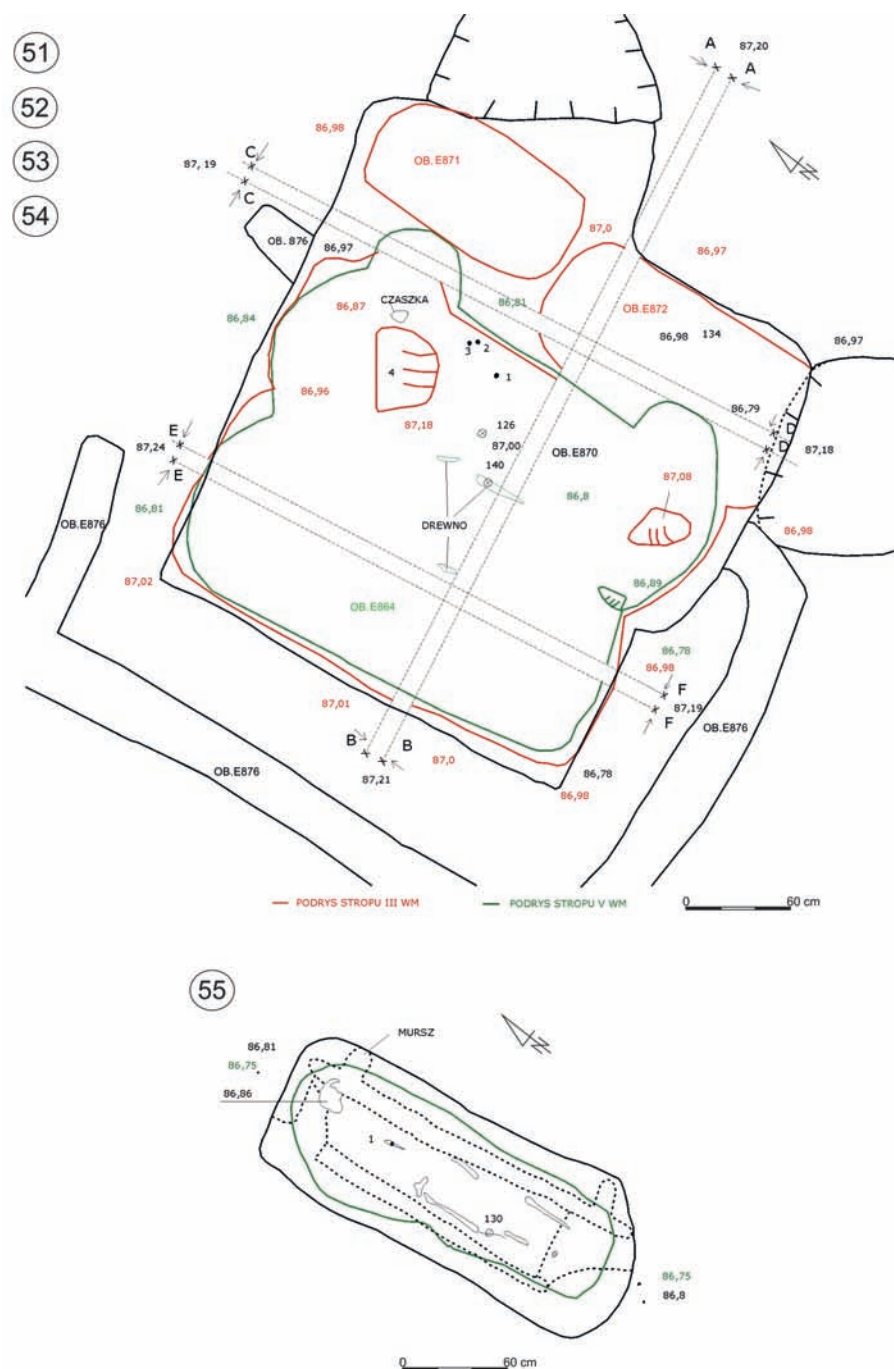 51
52
53
54
A
87,20
A
86,98
C
87, 19
C
OB.E871
N
OB. 876
86,97
87,0
86,97
86,84
86,87
CZASZKA
86,81
OB.E872
86,98
134
86,97
3
2
4
1
86,96
86,79
D
D
87,18
E
87,24
E
87,18
126
87,00
OB.E870
140
86,8
87,08
OB.E876
86,81
DREWNO
86,98
87,02
OB.E864
86,89
86,78
86,98
F
87,19
F
87,01
B
B
87,21
87,0
OB.E876
86,78
86,98
OB.E876
PODRYS STROPU III WM
PODRYS STROPU V WM
0
60 cm
55
N
86,81
MURSZ
86,75
86,86
1
130
86,75
86,8
0
60 cm